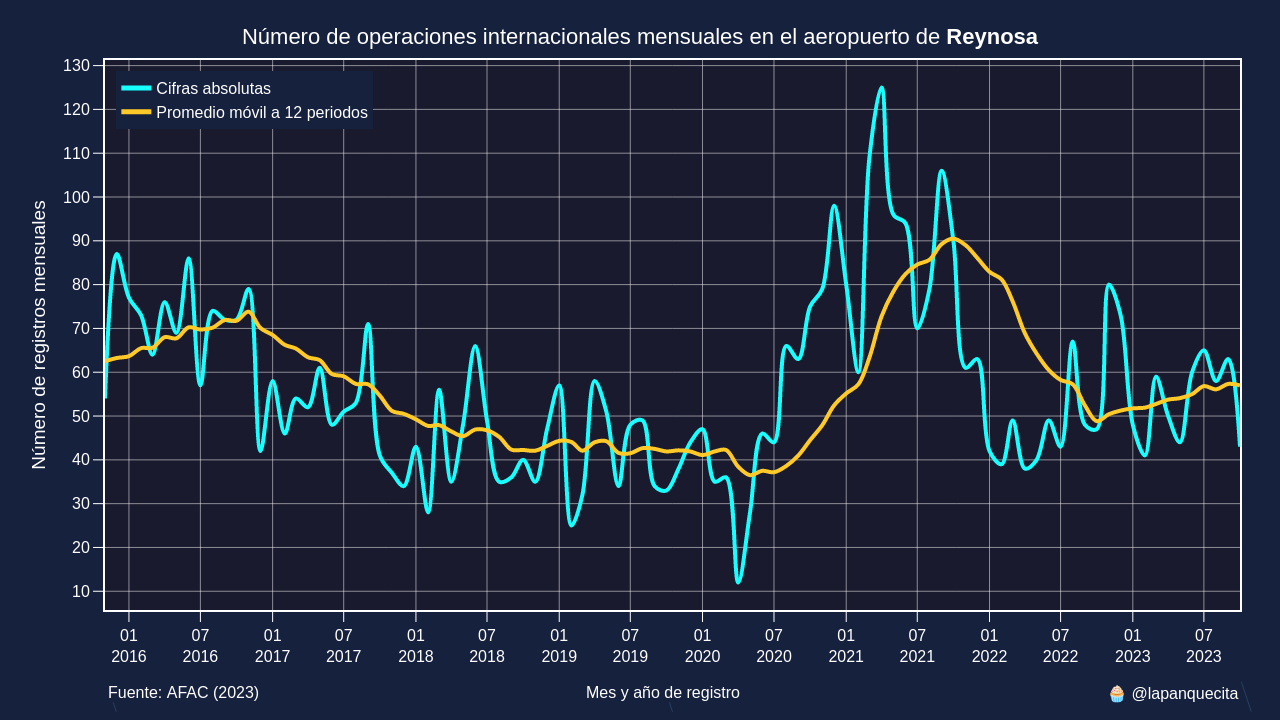 Número de operaciones internacionales mensuales en el aeropuerto de Reynosa
Cifras absolutas
Promedio móvil a 12 periodos
Número de registros mensuales
130
120
110
100
90
80
70
60
50
40
30
20
10
01 07 01 07 01 07 01 07 01 07 01 07 01 07 01 07
2016 2016 2017 2017 2018 2018 2019 2019 2020 2020 2021 2021 2022 2022 2023 2023
Fuente: AFAC (2023)
Mes y año de registro
🧁 @lapanquecita